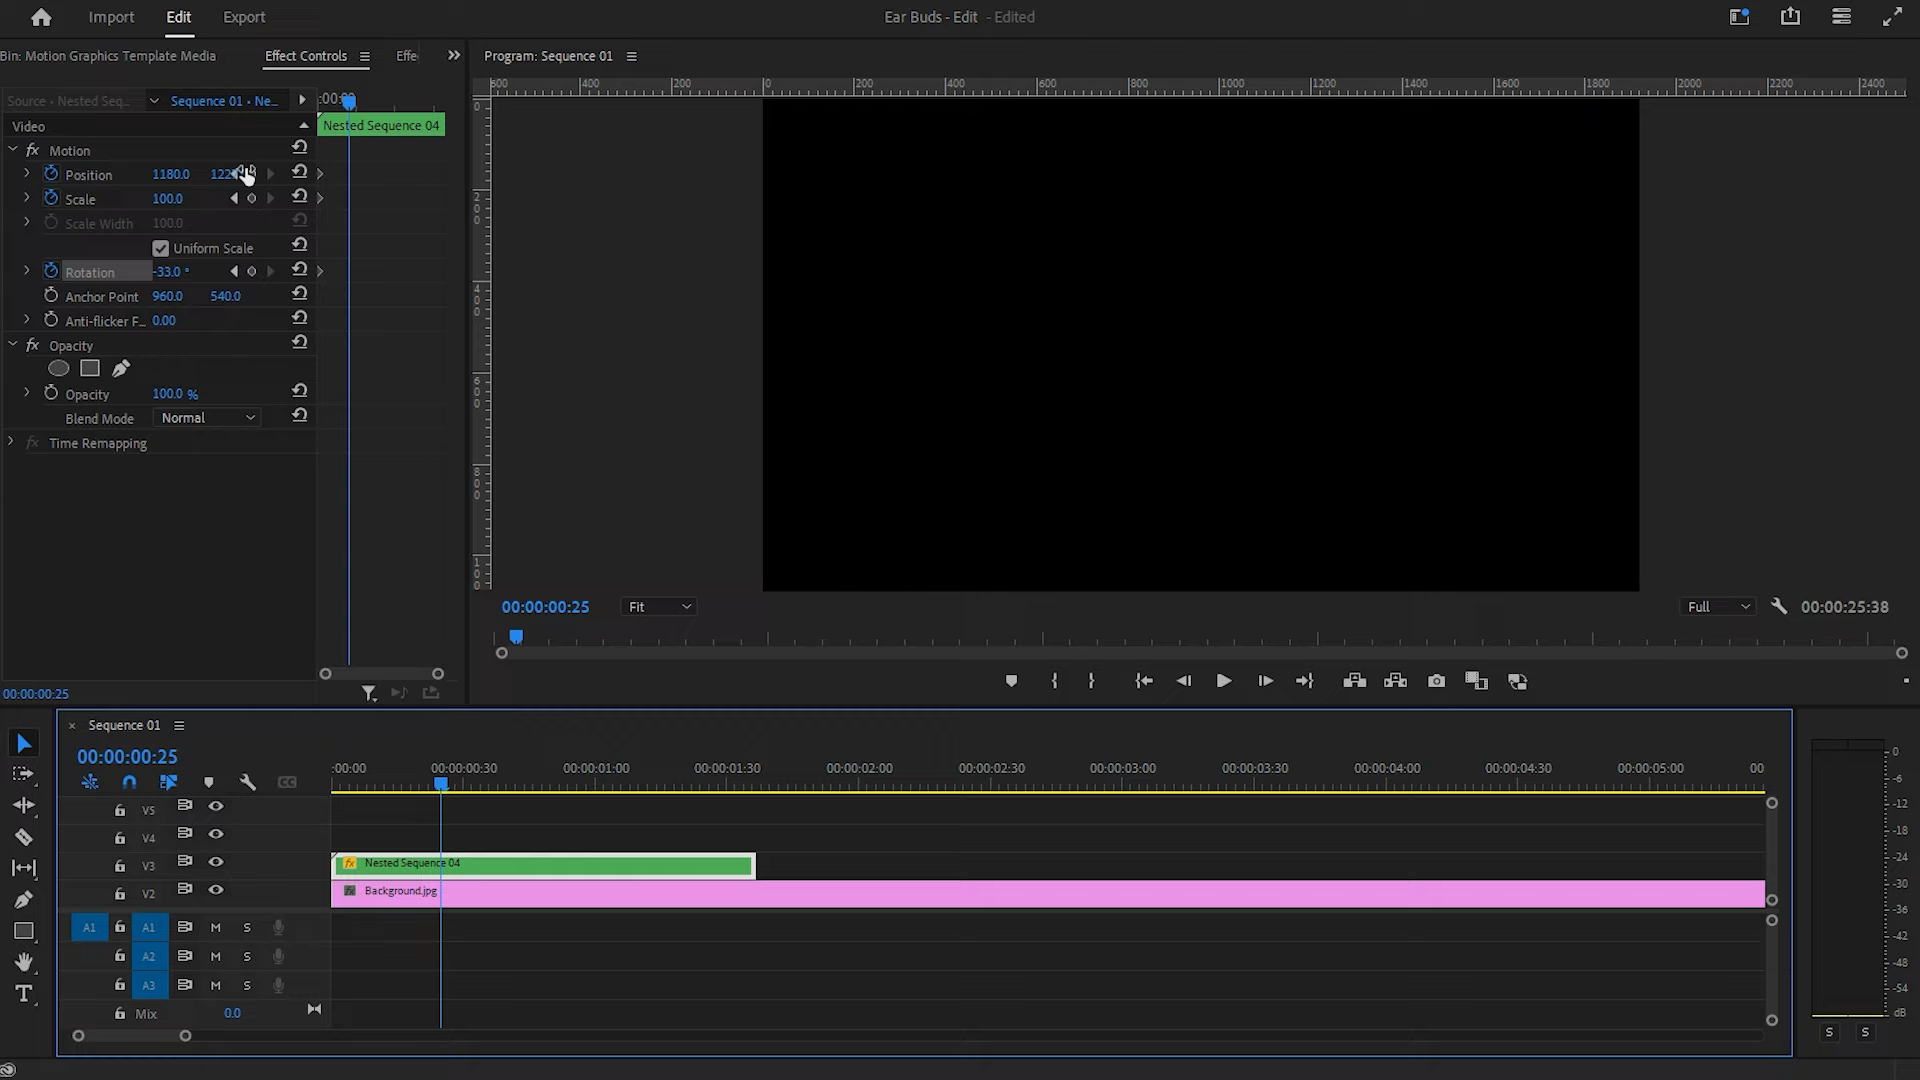 Import Edit Export Ear Buds - Edit - Edited
Bin: Motion Graphics Template Media Effect Controls Effe Program: Sequence 01
Source • Nested Seq... Sequence 01 • Ne... :00:00
600 400 200 0 200 400 600 800 1000 1200 1400 1600 1800 2000 2200 2400
Video Nested Sequence 04
fx Motion
Position 1180.0
Scale 100.0
Scale Width 100.0
Uniform Scale
Rotation -33.0 °
Anchor Point 960.0 540.0
Anti-flicker F... 0.00
fx Opacity
Opacity 100.0 %
Blend Mode Normal
fx Time Remapping
0
200
400
600
800
100
00:00:00:25 Fit Full 00:00:25:38
00:00:00:25
× Sequence 01
00:00:00:25
:00:00 00:00:00:30 00:00:01:00 00:00:01:30 00:00:02:00 00:00:02:30 00:00:03:00 00:00:03:30 00:00:04:00 00:00:04:30 00:00:05:00 00
CC
V5
V4
V3 fx Nested Sequence 04
V2 fx Background.jpg
A1 A1 M S
A2 M S
A3 M S
Mix 0.0
0
-6
-12
-18
-24
-30
-36
-42
-48
-54
dB
S S